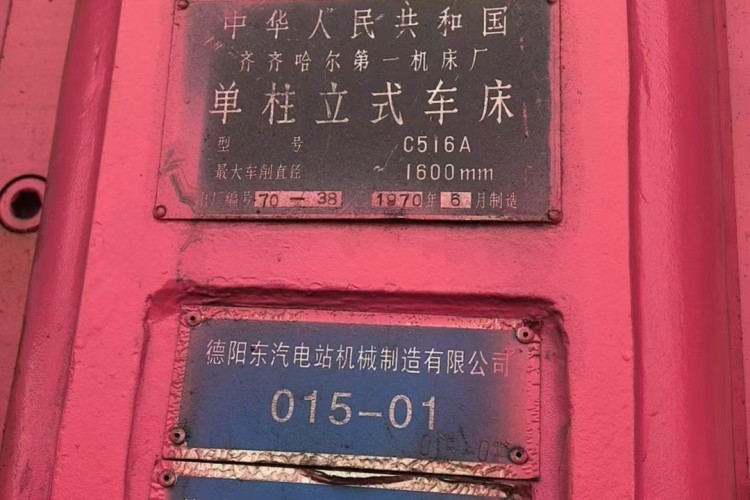 中华人民共和国
齐齐哈尔第一机床厂
单柱立式车床
型号 C516A
最大车削直径 1600mm
出厂编号 70-38 1970年6月制造
德阳东汽电站机械制造有限公司
015-01
015-01